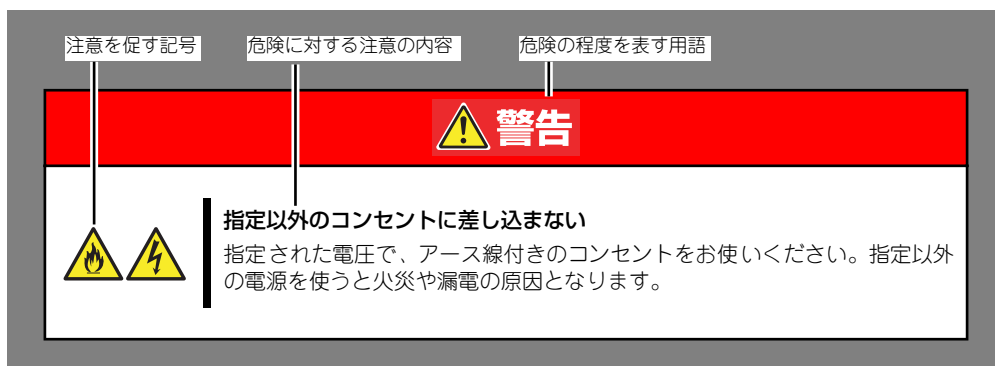 注意を促す記号
危険に対する注意の内容
危険の程度を表す用語
警告
指定以外のコンセントに差し込まない
指定された電圧で、アース線付きのコンセントをお使いください。指定以外
の電源を使うと火災や漏電の原因となります。